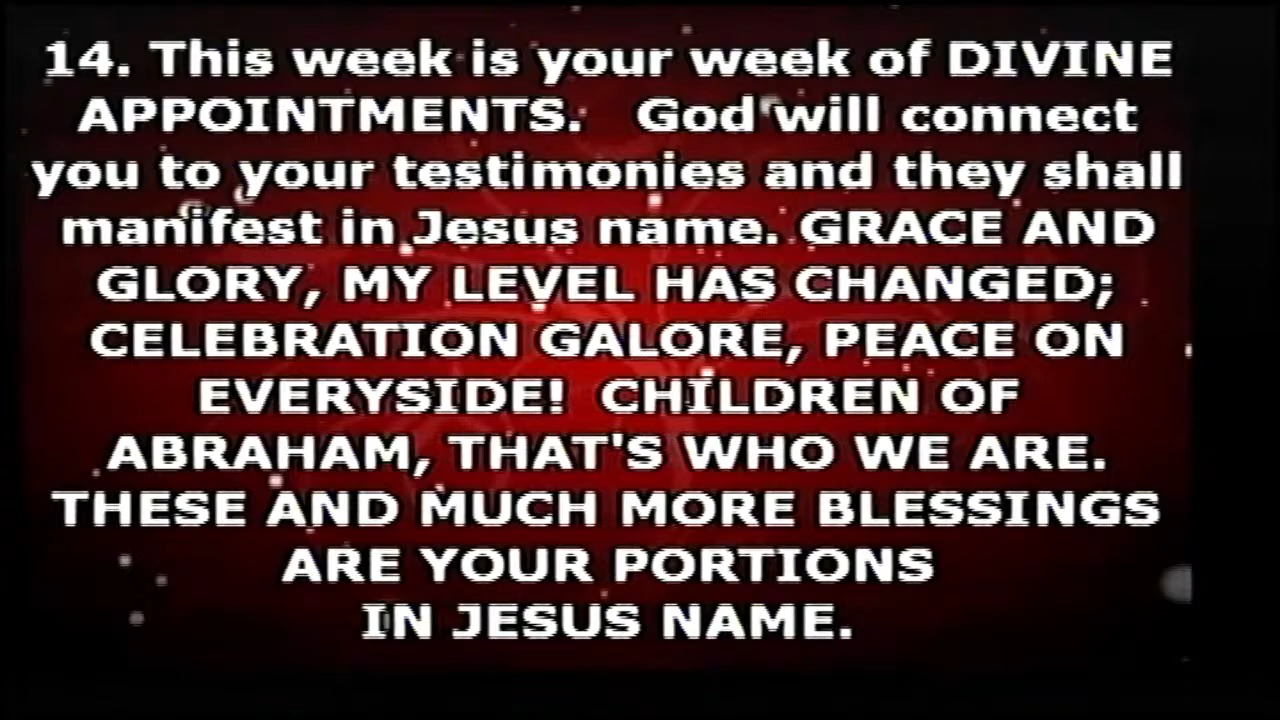 14. This week is your week of DIVINE
APPOINTMENTS. God will connect
you to your testimonies and they shall
manifest in Jesus name. GRACE AND
GLORY, MY LEVEL HAS CHANGED;
CELEBRATION GALORE, PEACE ON
EVERYSIDE! CHILDREN OF
ABRAHAM, THAT'S WHO WE ARE.
THESE AND MUCH MORE BLESSINGS
ARE YOUR PORTIONS
IN JESUS NAME.